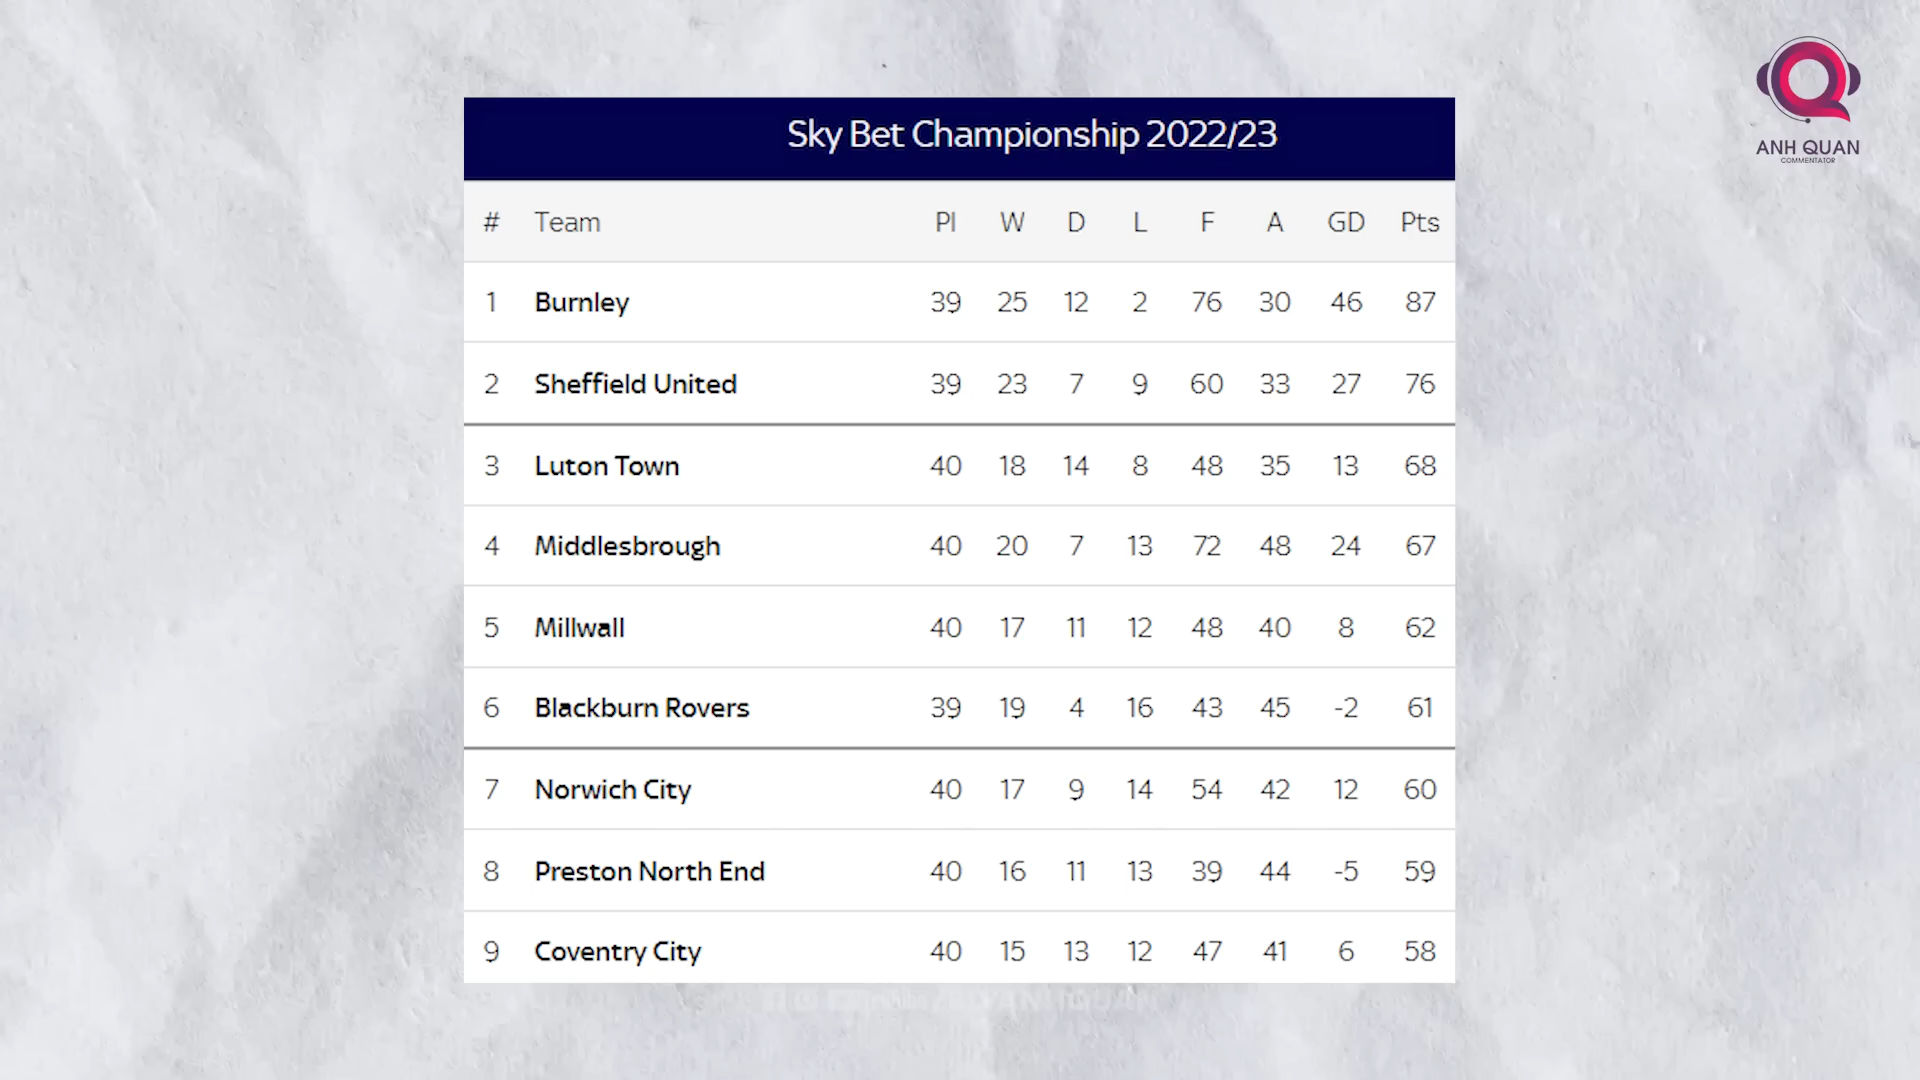 ANH QUAN
COMMENTATOR
Sky Bet Championship 2022/23
# Team Pl W D L F A GD Pts
1 Burnley 39 25 12 2 76 30 46 87
2 Sheffield United 39 23 7 9 60 33 27 76
3 Luton Town 40 18 14 8 48 35 13 68
4 Middlesbrough 40 20 7 13 72 48 24 67
5 Millwall 40 17 11 12 48 40 8 62
6 Blackburn Rovers 39 19 4 16 43 45 -2 61
7 Norwich City 40 17 9 14 54 42 12 60
8 Preston North End 40 16 11 13 39 44 -5 59
9 Coventry City 40 15 13 12 47 41 6 58